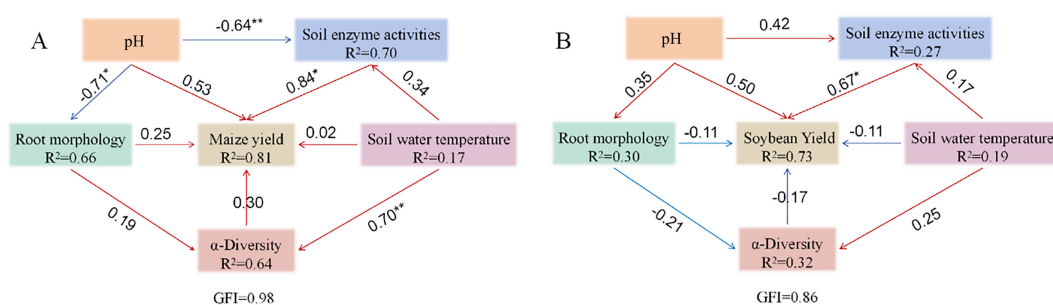 A
pH
-0.64**
Soil enzyme activities
R²=0.70
-0.71*
0.53
0.84*
0.34
Root morphology
R²=0.66
0.25
Maize yield
R²=0.81
0.02
Soil water temperature
R²=0.17
0.19
0.30
0.70**
α-Diversity
R²=0.64
GFI=0.98
B
pH
0.42
Soil enzyme activities
R²=0.27
0.35
0.50
0.67*
0.17
Root morphology
R²=0.30
-0.11
Soybean Yield
R²=0.73
-0.11
Soil water temperature
R²=0.19
-0.21
-0.17
0.25
α-Diversity
R²=0.32
GFI=0.86